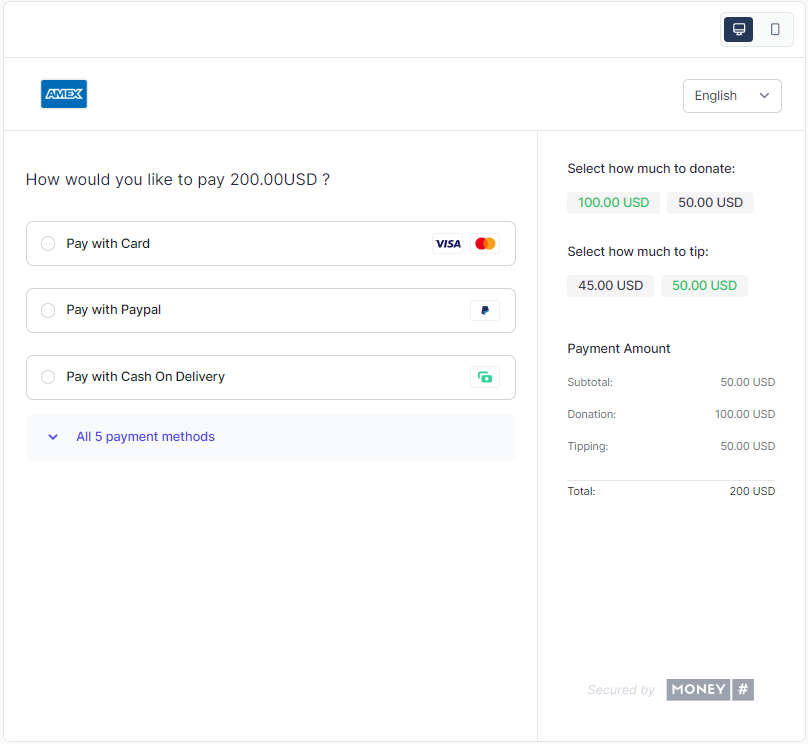 AMEX
English
How would you like to pay 200.00USD ?
Pay with Card
VISA
Pay with Paypal
Pay with Cash On Delivery
All 5 payment methods
Select how much to donate:
100.00 USD 50.00 USD
Select how much to tip:
45.00 USD 50.00 USD
Payment Amount
Subtotal: 50.00 USD
Donation: 100.00 USD
Tipping: 50.00 USD
Total: 200 USD
Secured by MONEY #